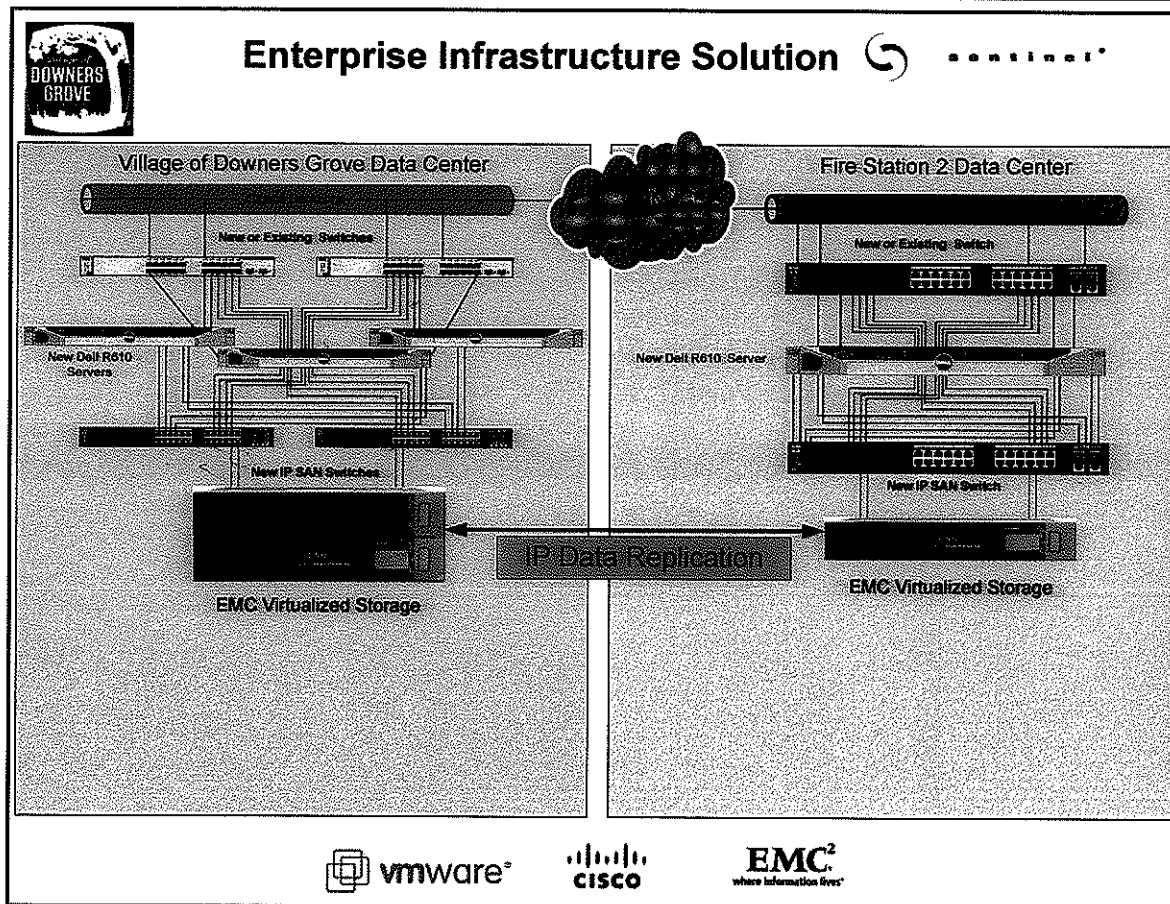 Enterprise Infrastructure Solution
sentinel
DOWNERS
GROVE
Village of Downers Grove Data Center
Fire Station 2 Data Center
New or Existing Switches
New or Existing Switch
New Dell R610
Servers
New Dell R610 Server
New IP SAN Switches
New IP SAN Switch
IP Data Replication
EMC Virtualized Storage
EMC Virtualized Storage
vmware®
CISCO
EMC²
where information lives®